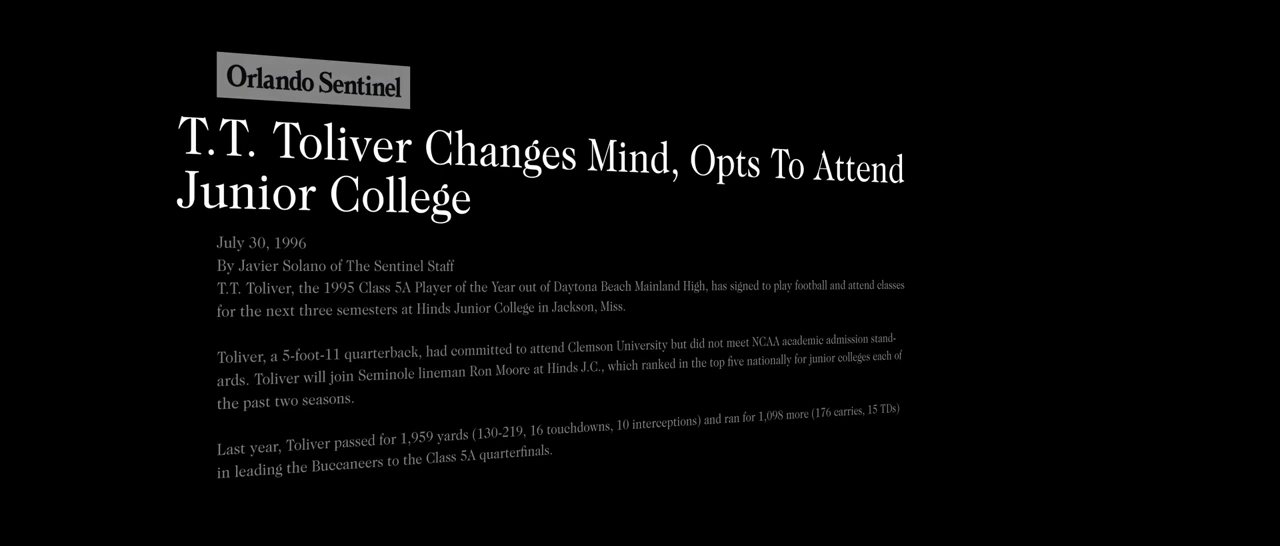 Orlando Sentinel
T.T. Toliver Changes Mind, Opts To Attend
Junior College
July 30, 1996
By Javier Solano of The Sentinel Staff
T.T. Toliver, the 1995 Class 5A Player of the Year out of Daytona Beach Mainland High, has signed to play football and attend classes
for the next three semesters at Hinds Junior College in Jackson, Miss.
Toliver, a 5-foot-11 quarterback, had committed to attend Clemson University but did not meet NCAA academic admission stand-
ards. Toliver will join Seminole lineman Ron Moore at Hinds J.C., which ranked in the top five nationally for junior colleges each of
the past two seasons.
Last year, Toliver passed for 1,959 yards (130-219, 16 touchdowns, 10 interceptions) and ran for 1,098 more (176 carries, 15 TDs)
in leading the Buccaneers to the Class 5A quarterfinals.